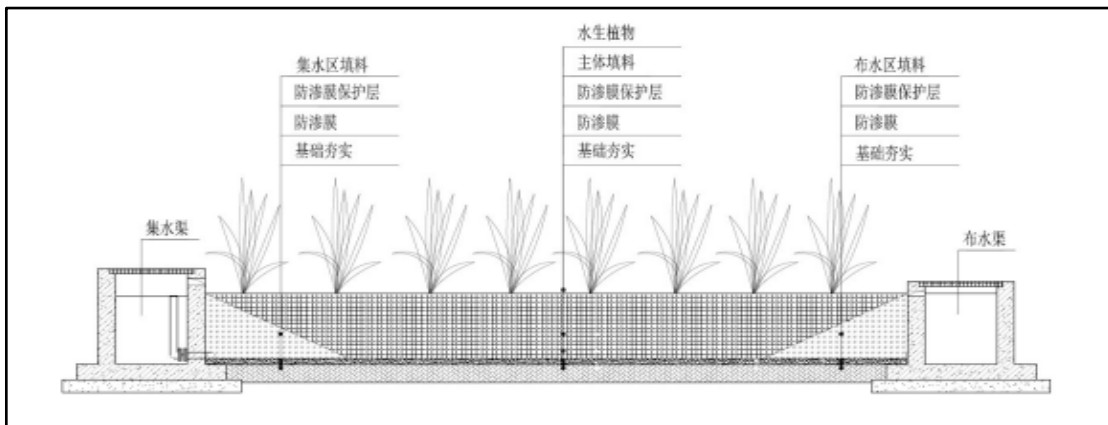 水生植物
集水区填料
主体填料
布水区填料
防渗膜保护层
防渗膜保护层
防渗膜保护层
防渗膜
防渗膜
防渗膜
基础夯实
基础夯实
基础夯实
集水渠
布水渠